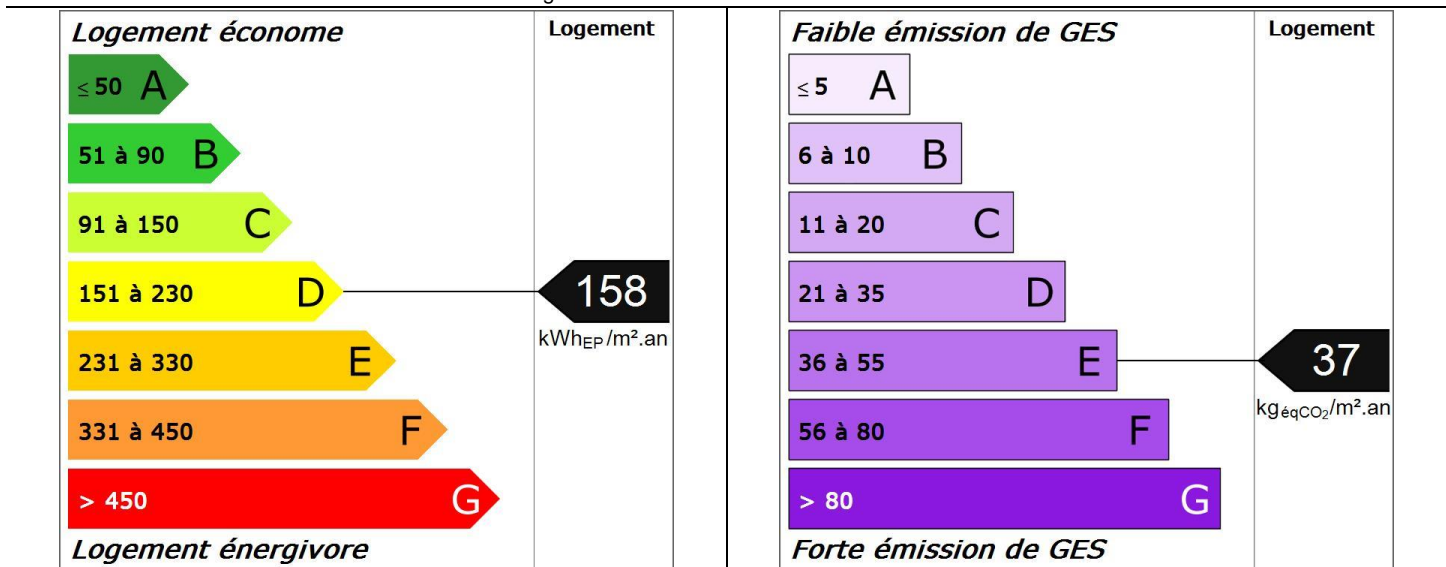 Logement économe
Logement
≤ 50 A
51 à 90 B
91 à 150 C
151 à 230 D
158
kWhEP/m².an
231 à 330 E
331 à 450 F
> 450 G
Logement énergivore
Faible émission de GES
Logement
≤ 5 A
6 à 10 B
11 à 20 C
21 à 35 D
36 à 55 E
37
kgéqCO₂/m².an
56 à 80 F
> 80 G
Forte émission de GES